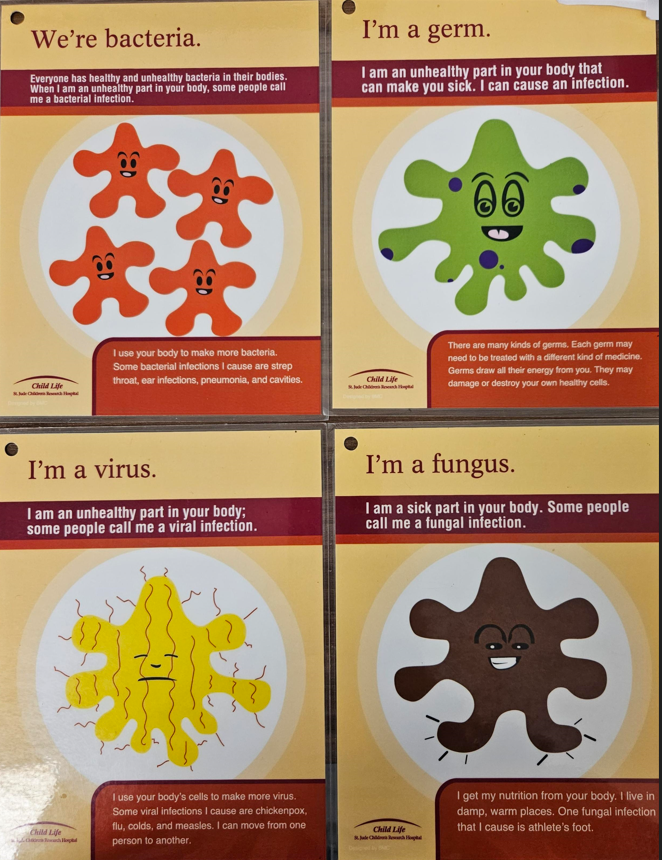 We're bacteria.
Everyone has healthy and unhealthy bacteria in their bodies.
When I am an unhealthy part in your body, some people call
me a bacterial infection.
I use your body to make more bacteria.
Some bacterial infections I cause are strep
throat, ear infections, pneumonia, and cavities.
Child Life
St. Jude Children's Research Hospital
I'm a germ.
I am an unhealthy part in your body that
can make you sick. I can cause an infection.
There are many kinds of germs. Each germ may
need to be treated with a different kind of medicine.
Germs draw all their energy from you. They may
damage or destroy your own healthy cells.
Child Life
St. Jude Children's Research Hospital
I'm a virus.
I am an unhealthy part in your body;
some people call me a viral infection.
I use your body's cells to make more virus.
Some viral infections I cause are chickenpox,
flu, colds, and measles. I can move from one
person to another.
Child Life
St. Jude Children's Research Hospital
I'm a fungus.
I am a sick part in your body. Some people
call me a fungal infection.
I get my nutrition from your body. I live in
damp, warm places. One fungal infection
that I cause is athlete's foot.
Child Life
St. Jude Children's Research Hospital